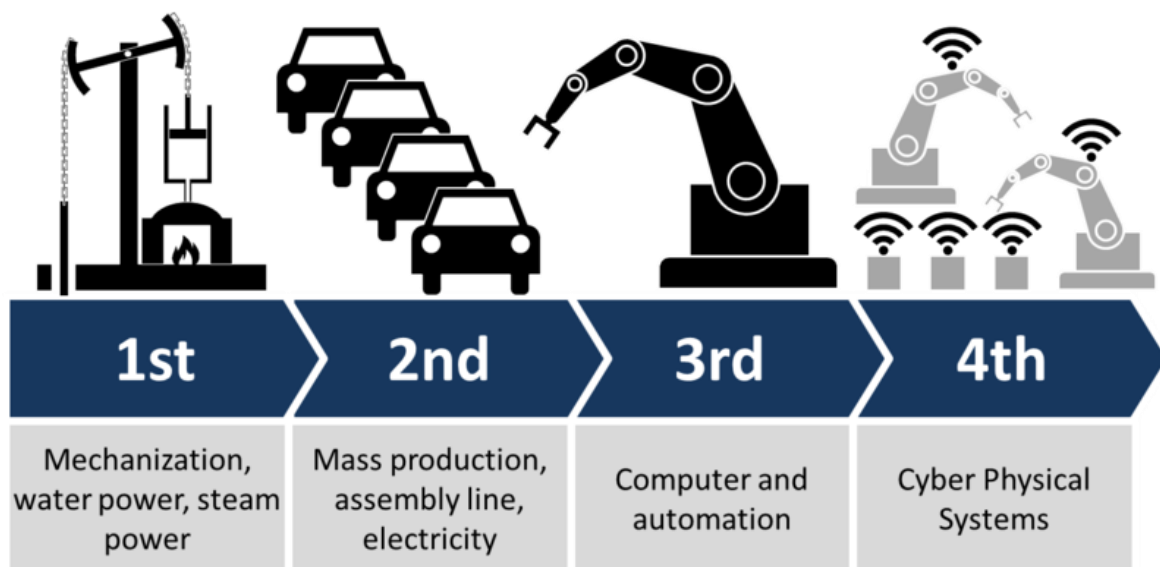 1st
2nd
3rd
4th
Mechanization,
water power, steam
power
Mass production,
assembly line,
electricity
Computer and
automation
Cyber Physical
Systems